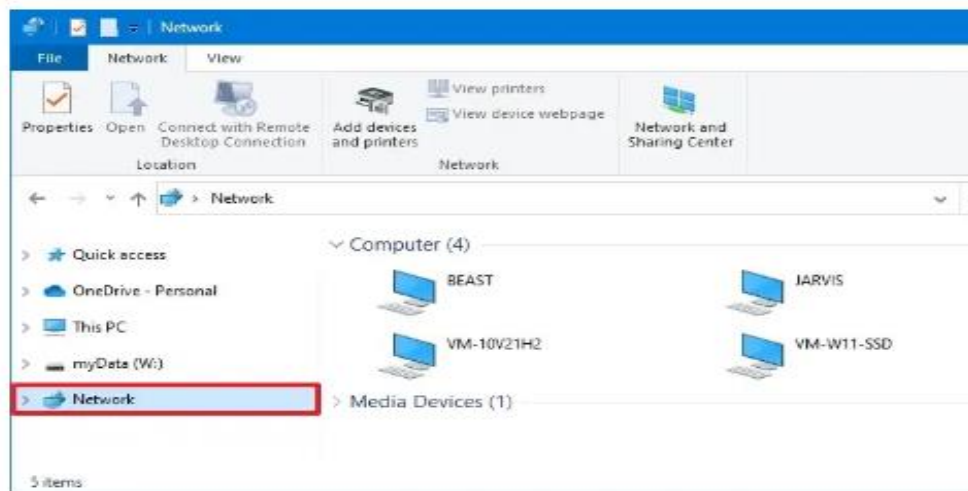 Network
File Network View
Properties Open Connect with Remote Desktop Connection
Location
Add devices and printers
View printers
View device webpage
Network
Network and Sharing Center
Network
Quick access
OneDrive - Personal
This PC
myData (W:)
Network
Computer (4)
BEAST JARVIS
VM-10V21H2 VM-W11-SSD
Media Devices (1)
5 items